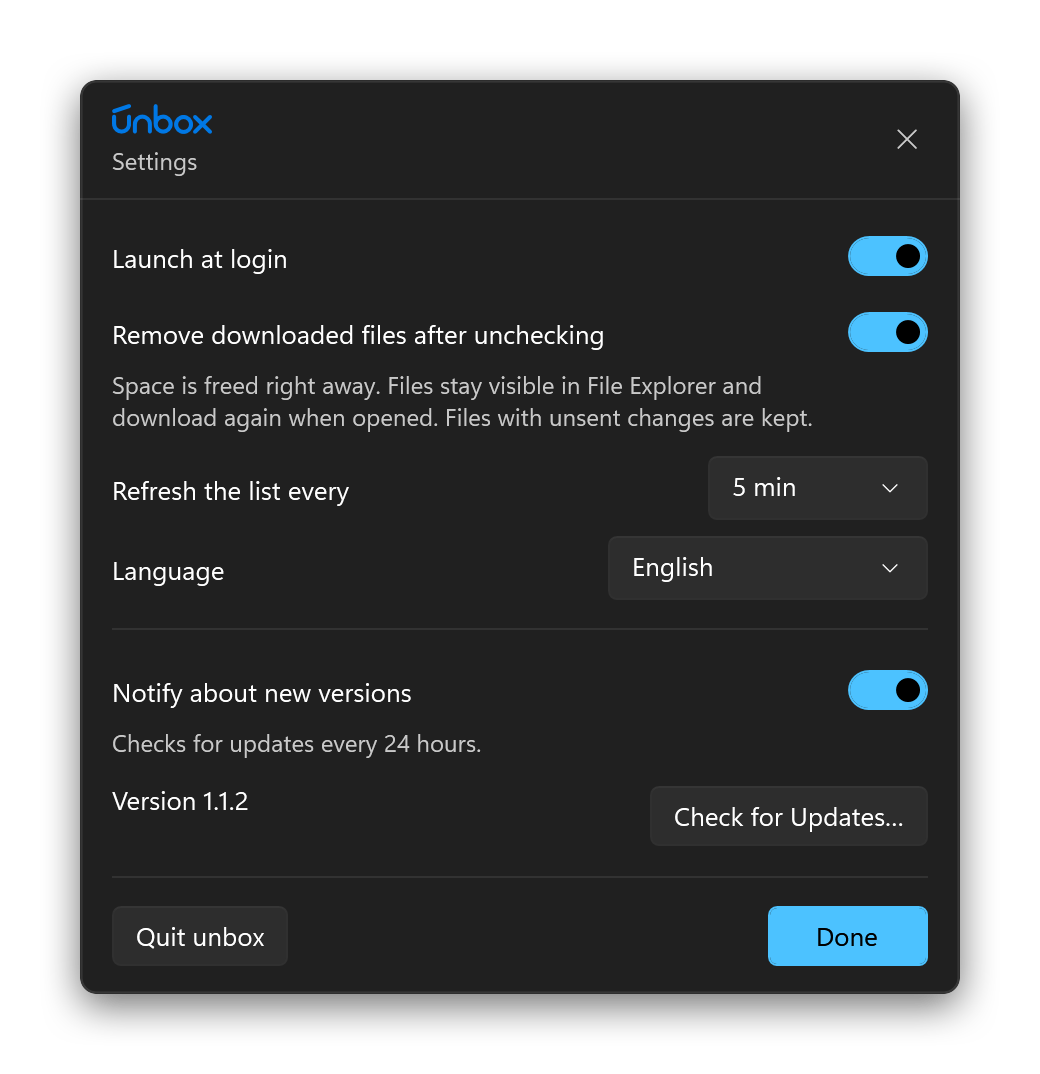 unbox
Settings
Launch at login
Remove downloaded files after unchecking
Space is freed right away. Files stay visible in File Explorer and
download again when opened. Files with unsent changes are kept.
Refresh the list every
5 min
Language
English
Notify about new versions
Checks for updates every 24 hours.
Version 1.1.2
Check for Updates...
Quit unbox
Done